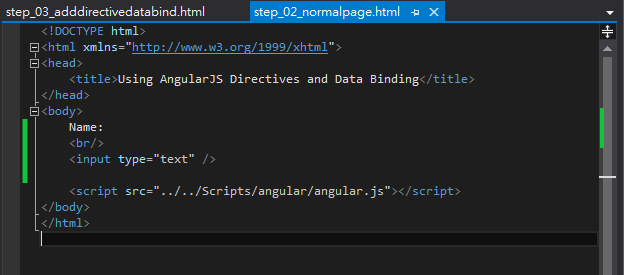 step_03_adddirectivedatabind.html step_02_normalpage.html
<!DOCTYPE html>
<html xmlns="http://www.w3.org/1999/xhtml">
<head>
    <title>Using AngularJS Directives and Data Binding</title>
</head>
<body>
    Name:
    <br/>
    <input type="text" />
    <script src="../../Scripts/angular/angular.js"></script>
</body>
</html>